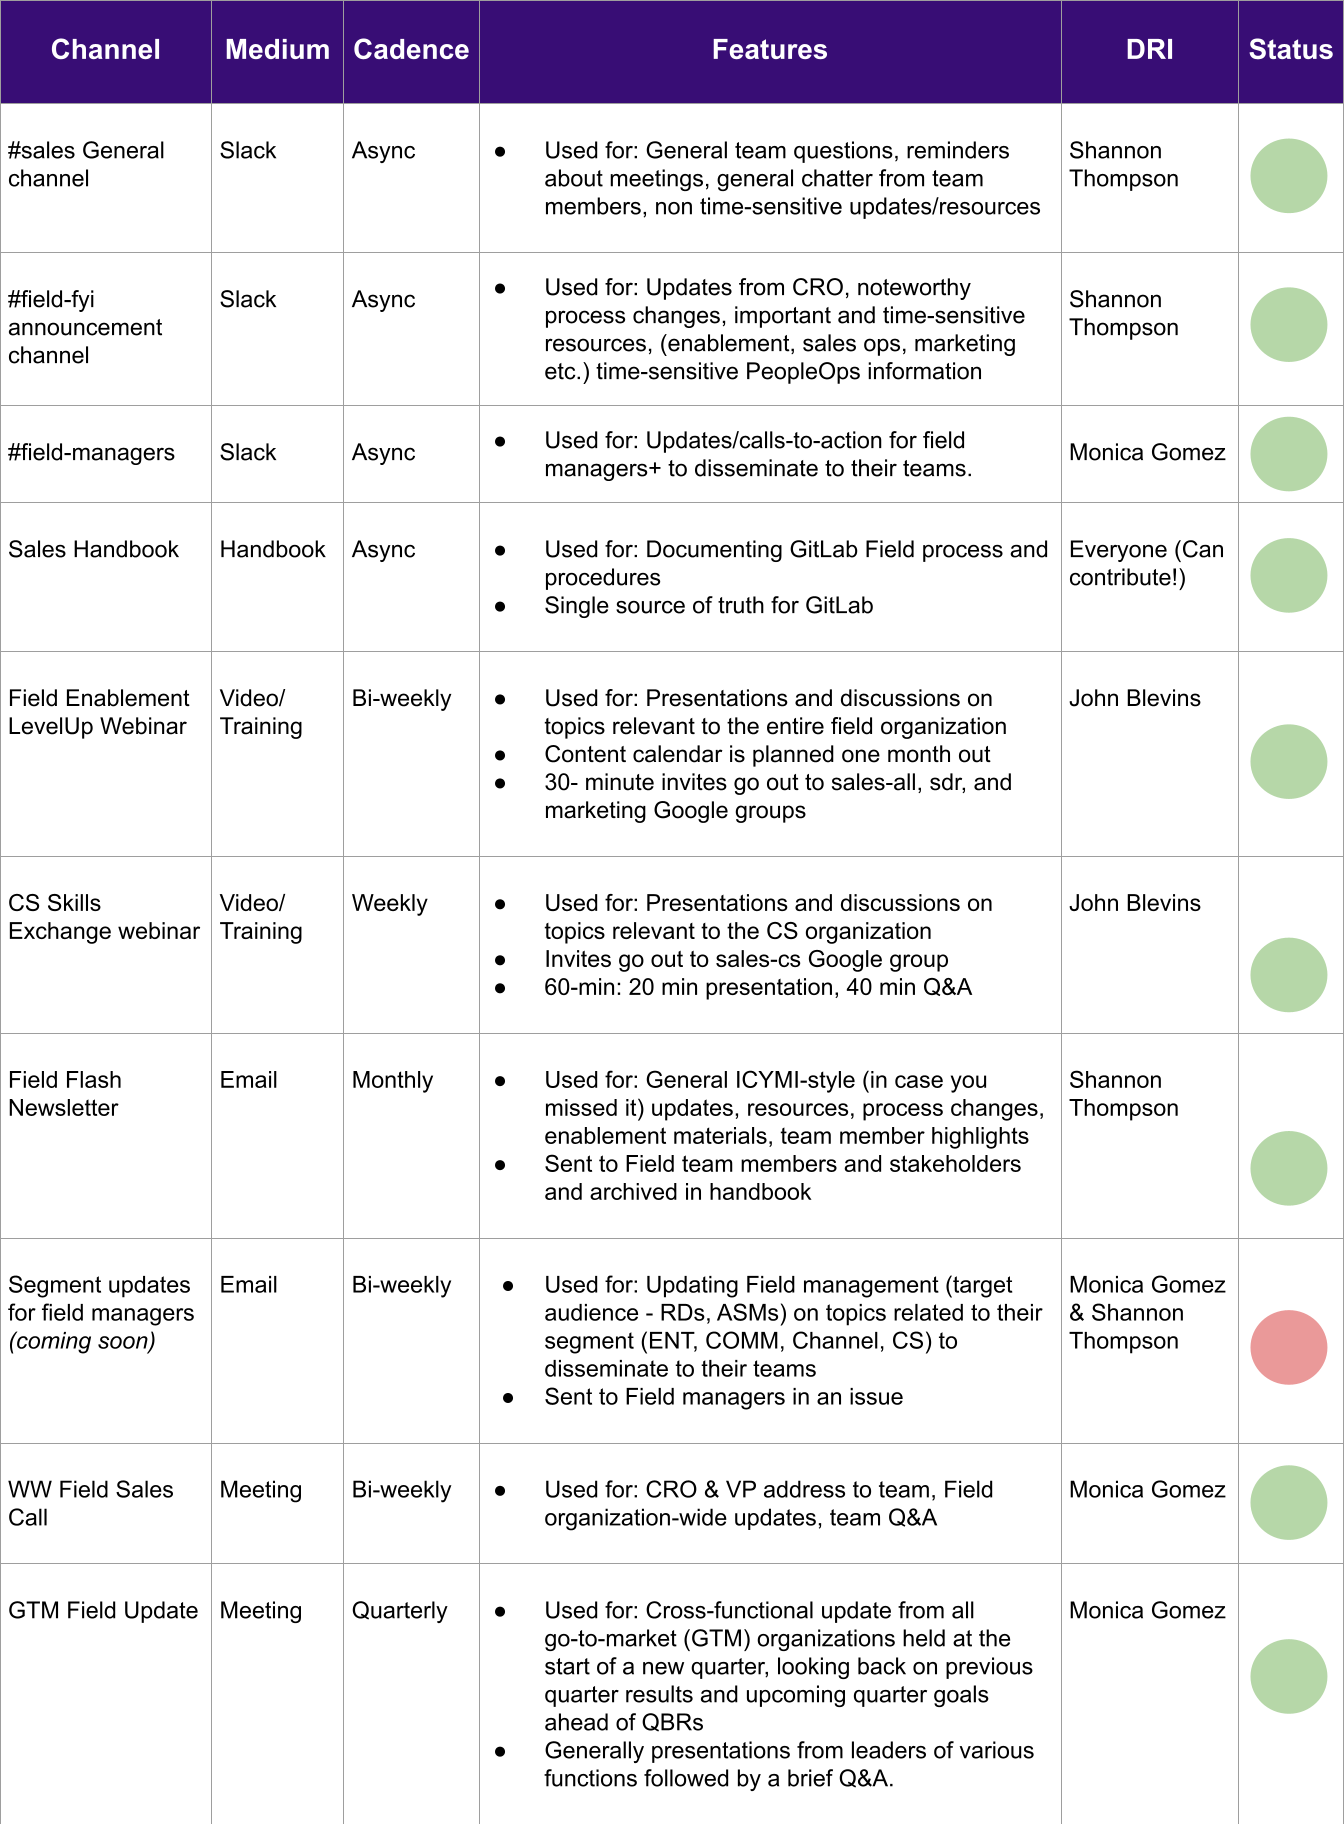 Channel Medium Cadence Features DRI Status
#sales General
channel
Slack
Async
● Used for: General team questions, reminders
about meetings, general chatter from team
members, non time-sensitive updates/resources
Shannon
Thompson
#field-fyi
announcement
channel
Slack
Async
● Used for: Updates from CRO, noteworthy
process changes, important and time-sensitive
resources, (enablement, sales ops, marketing
etc.) time-sensitive PeopleOps information
Shannon
Thompson
#field-managers
Slack
Async
● Used for: Updates/calls-to-action for field
managers+ to disseminate to their teams.
Monica Gomez
Sales Handbook
Handbook
Async
● Used for: Documenting GitLab Field process and
procedures
● Single source of truth for GitLab
Everyone (Can
contribute!)
Field Enablement
LevelUp Webinar
Video/
Training
Bi-weekly
● Used for: Presentations and discussions on
topics relevant to the entire field organization
● Content calendar is planned one month out
● 30- minute invites go out to sales-all, sdr, and
marketing Google groups
John Blevins
CS Skills
Exchange webinar
Video/
Training
Weekly
● Used for: Presentations and discussions on
topics relevant to the CS organization
● Invites go out to sales-cs Google group
● 60-min: 20 min presentation, 40 min Q&A
John Blevins
Field Flash
Newsletter
Email
Monthly
● Used for: General ICYMI-style (in case you
missed it) updates, resources, process changes,
enablement materials, team member highlights
● Sent to Field team members and stakeholders
and archived in handbook
Shannon
Thompson
Segment updates
for field managers
(coming soon)
Email
Bi-weekly
● Used for: Updating Field management (target
audience - RDs, ASMs) on topics related to their
segment (ENT, COMM, Channel, CS) to
disseminate to their teams
● Sent to Field managers in an issue
Monica Gomez
& Shannon
Thompson
WW Field Sales
Call
Meeting
Bi-weekly
● Used for: CRO & VP address to team, Field
organization-wide updates, team Q&A
Monica Gomez
GTM Field Update
Meeting
Quarterly
● Used for: Cross-functional update from all
go-to-market (GTM) organizations held at the
start of a new quarter, looking back on previous
quarter results and upcoming quarter goals
ahead of QBRs
● Generally presentations from leaders of various
functions followed by a brief Q&A.
Monica Gomez